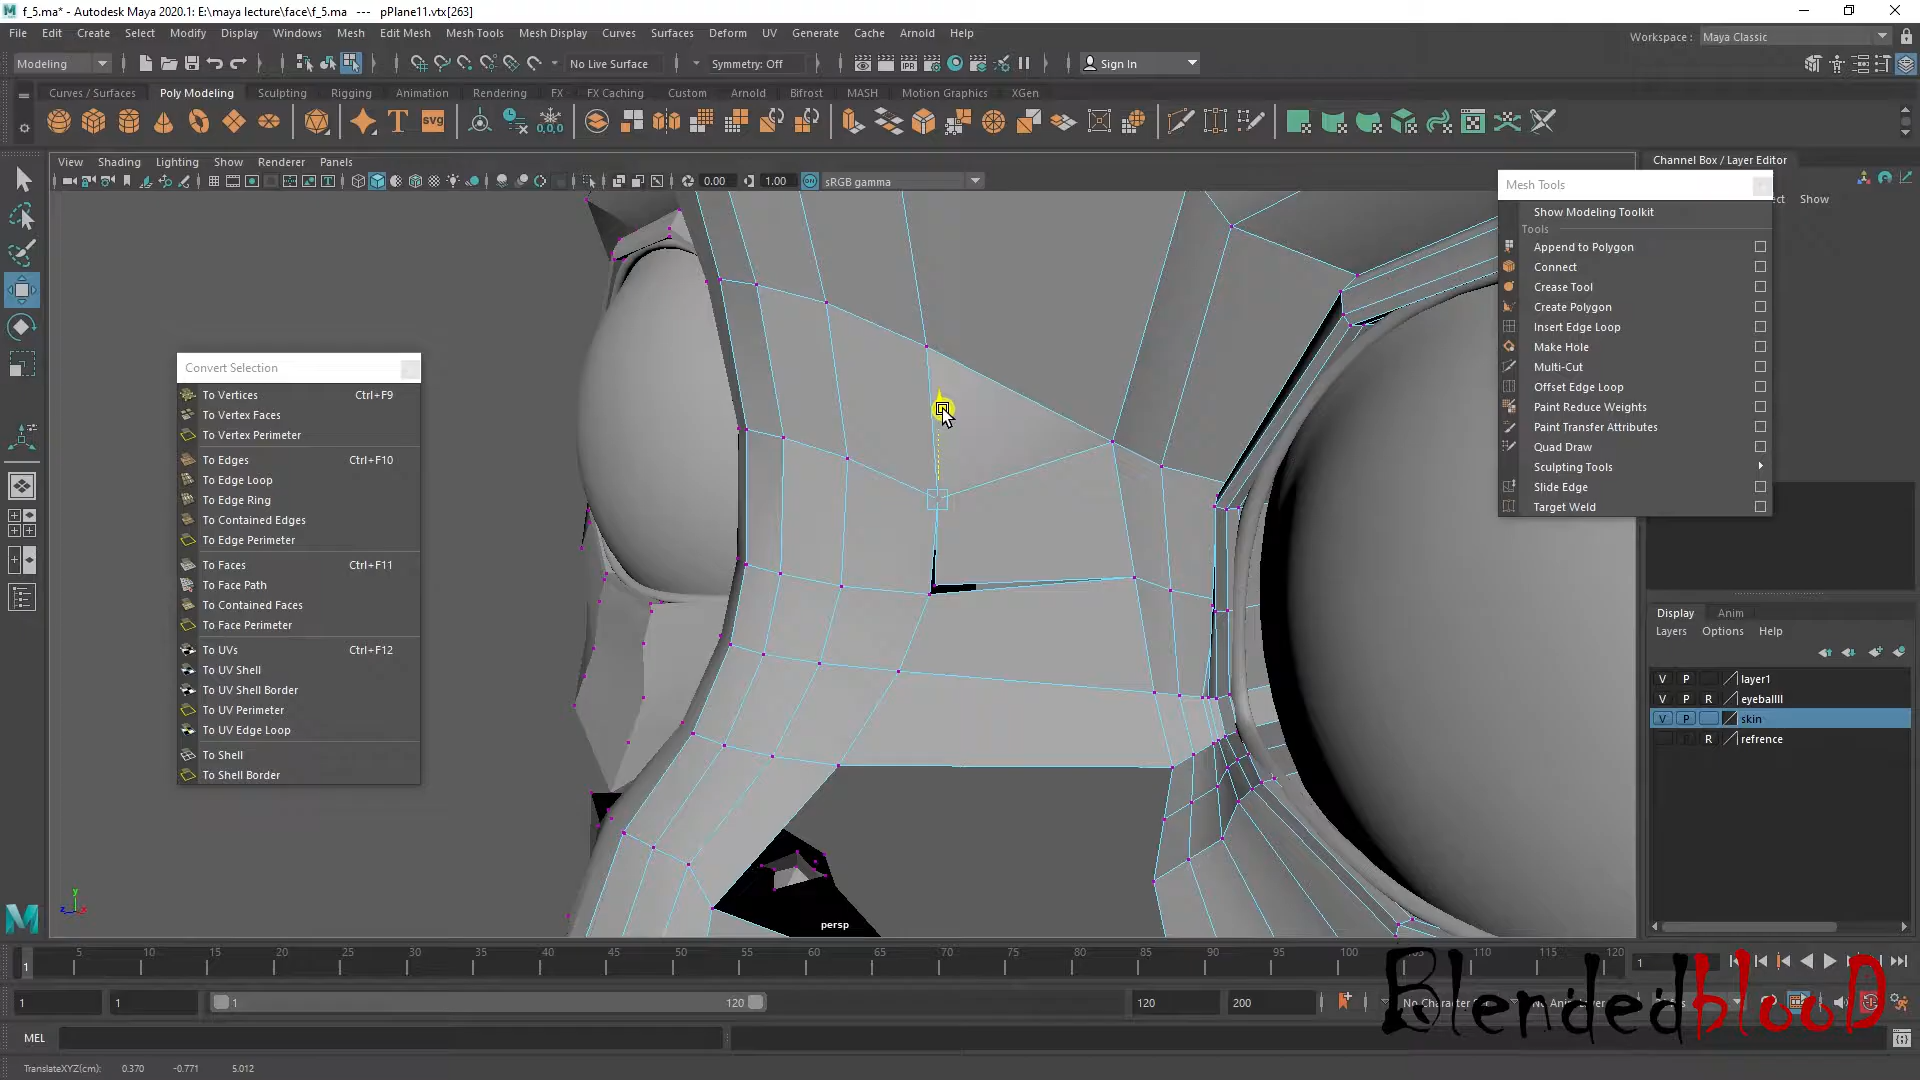 f_5.ma* - Autodesk Maya 2020.1: E:\maya lecture\face\f_5.ma --- pPlane11.vtx[263]
File Edit Create Select Modify Display Windows Mesh Edit Mesh Mesh Tools Mesh Display Curves Surfaces Deform UV Generate Cache Arnold Help
Workspace : Maya Classic
Modeling No Live Surface Symmetry: Off Sign In
Curves / Surfaces Poly Modeling Sculpting Rigging Animation Rendering FX FX Caching Custom Arnold Bifrost MASH Motion Graphics XGen
View Shading Lighting Show Renderer Panels
0.00 1.00 sRGB gamma
Channel Box / Layer Editor
Show
Mesh Tools
Show Modeling Toolkit
Tools
Append to Polygon
Connect
Crease Tool
Create Polygon
Insert Edge Loop
Make Hole
Multi-Cut
Offset Edge Loop
Paint Reduce Weights
Paint Transfer Attributes
Quad Draw
Sculpting Tools
Slide Edge
Target Weld
Convert Selection
To Vertices Ctrl+F9
To Vertex Faces
To Vertex Perimeter
To Edges Ctrl+F10
To Edge Loop
To Edge Ring
To Contained Edges
To Edge Perimeter
To Faces Ctrl+F11
To Face Path
To Contained Faces
To Face Perimeter
To UVs Ctrl+F12
To UV Shell
To UV Shell Border
To UV Perimeter
To UV Edge Loop
To Shell
To Shell Border
Display Anim
Layers Options Help
V P layer1
V P R eyeballll
V P skin
R refrence
persp
5 10 15 20 25 30 35 40 45 50 55 60 65 70 75 80 85 90 95 100 115 120
1 1
1 1 1 120 120 200
BlendedblooD
MEL
TranslateXYZ(cm): 0.370 -0.771 5.012